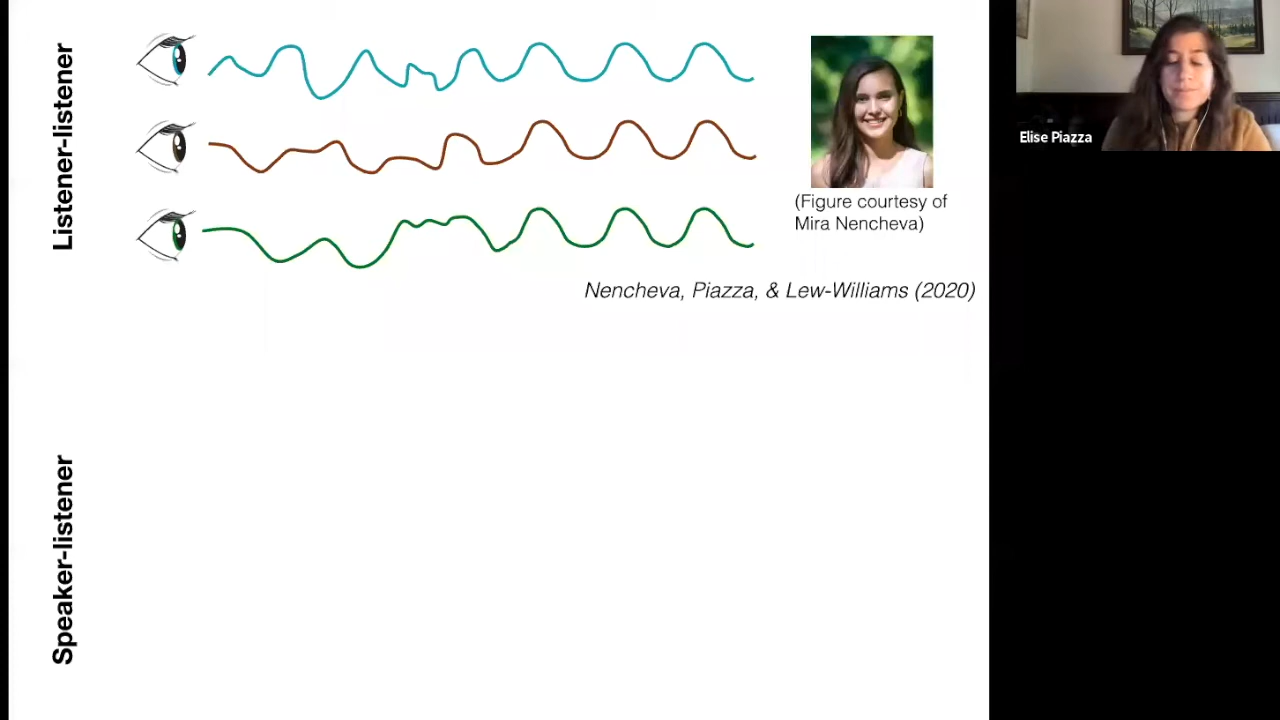 Listener-listener
Elise Piazza
(Figure courtesy of
Mira Nencheva)
Nencheva, Piazza, & Lew-Williams (2020)
Speaker-listener